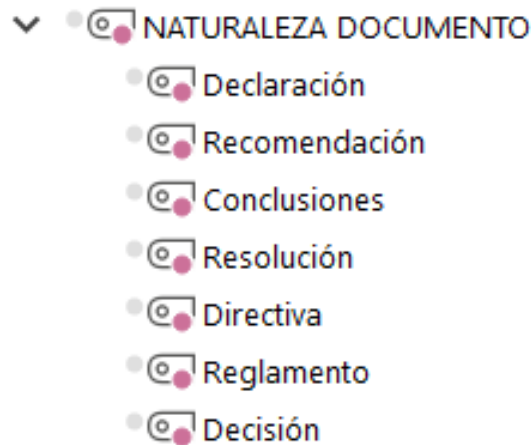 NATURALEZA DOCUMENTO
Declaración
Recomendación
Conclusiones
Resolución
Directiva
Reglamento
Decisión